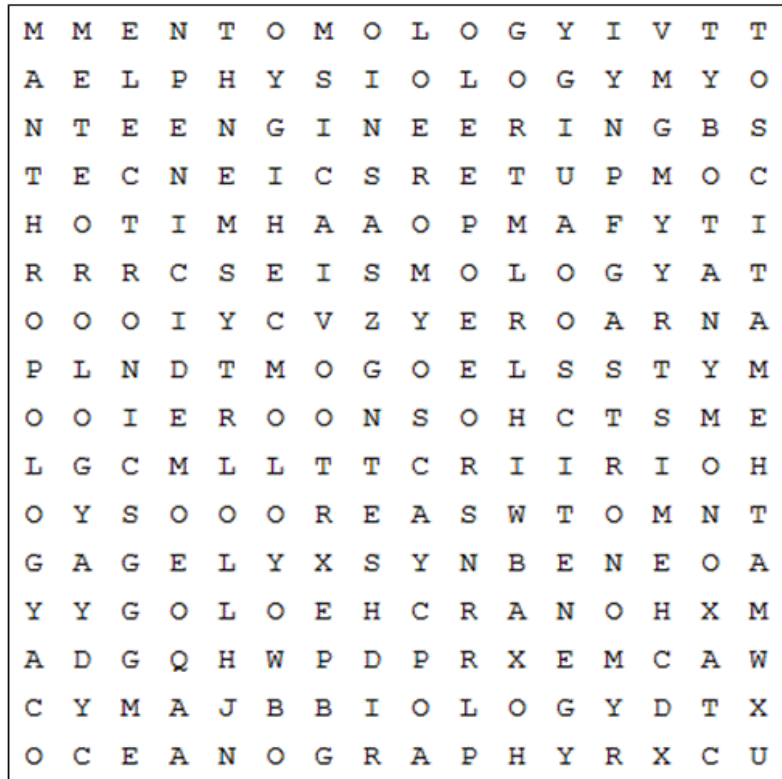 M M E N T O M O L O G Y I V T T
A E L P H Y S I O L O G Y M Y O
N T E E N G I N E E R I N G B S
T E C N E I C S R E T U P M O C
H O T I M H A A O P M A F Y T I
R R R C S E I S M O L O G Y A T
O O O I Y C V Z Y E R O A R N A
P L N D T M O G O E L S S T Y M
O O I E R O O N S O H C T S M E
L G C M L L T T C R I I R I O H
O Y S O O O R E A S W T O M N T
G A G E L Y X S Y N B E N E O A
Y Y G O L O E H C R A N O H X M
A D G Q H W P D P R X E M C A W
C Y M A J B B I O L O G Y D T X
O C E A N O G R A P H Y R X C U